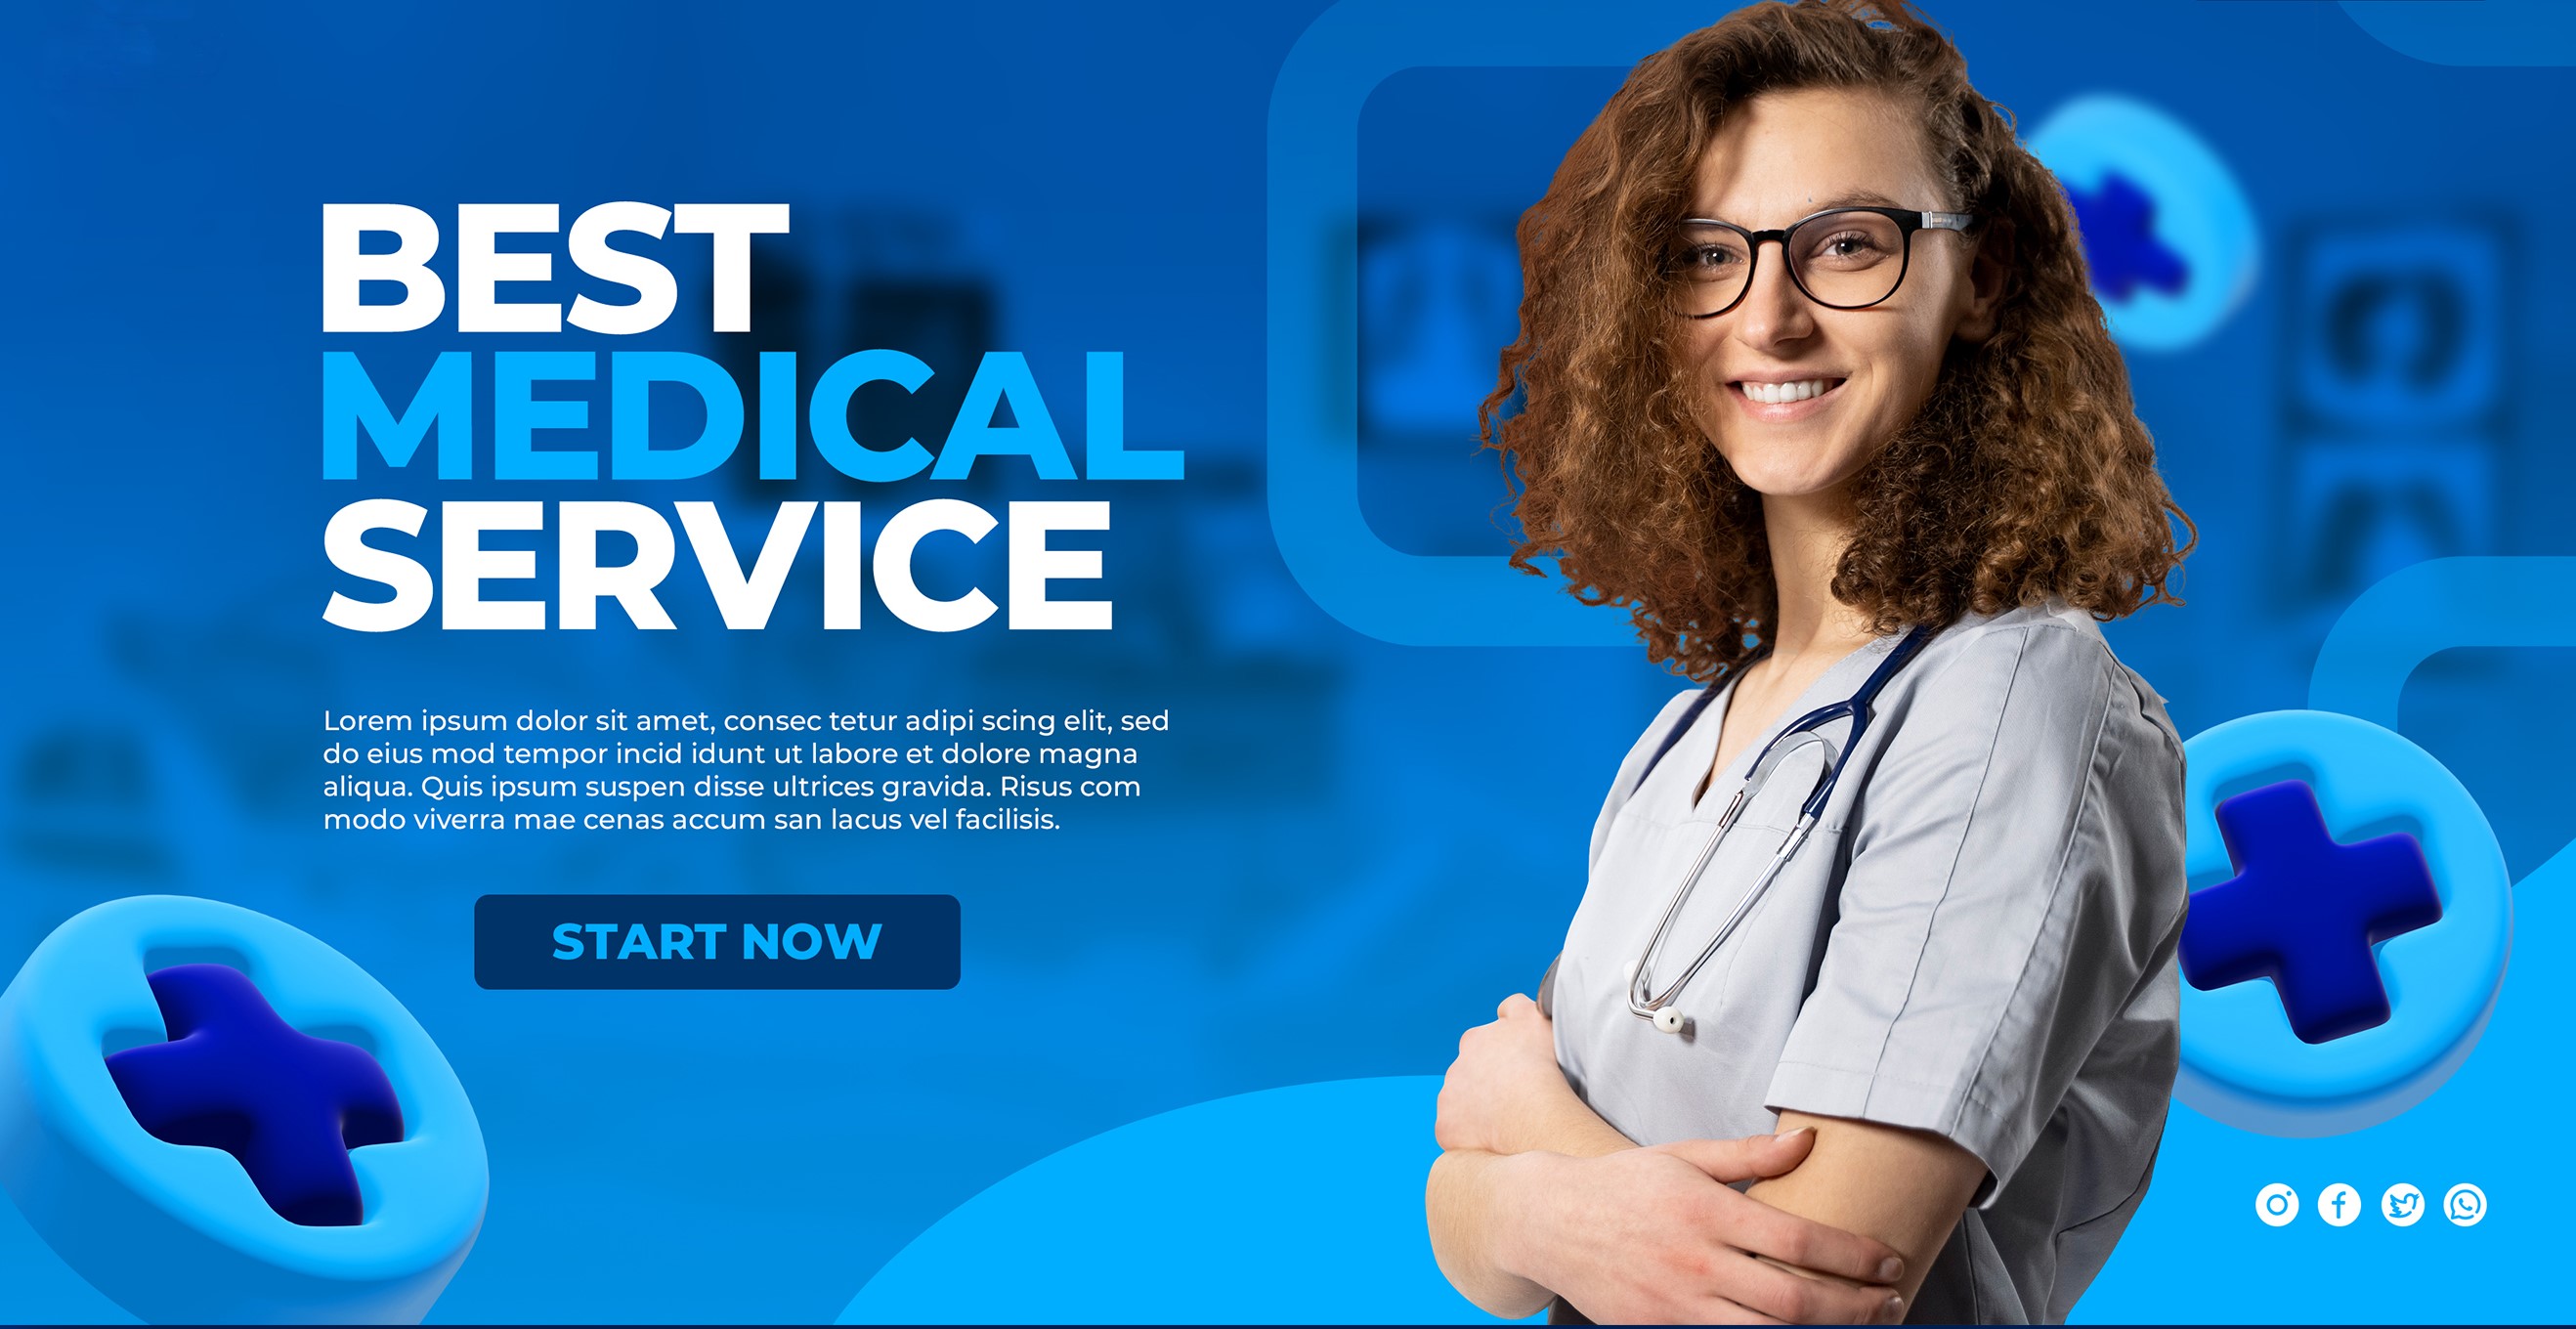 BEST
MEDICAL
SERVICE
Lorem ipsum dolor sit amet, consec tetur adipi scing elit, sed
do eius mod tempor incid idunt ut labore et dolore magna
aliqua. Quis ipsum suspen disse ultrices gravida. Risus com
modo viverra mae cenas accum san lacus vel facilisis.
START NOW